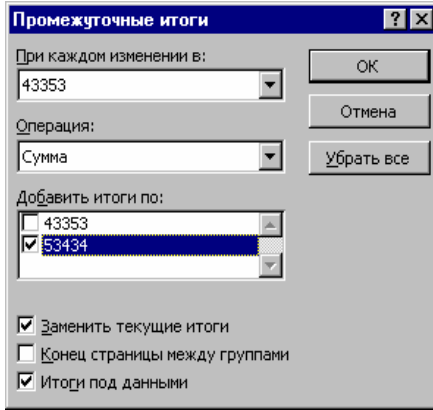 Промежуточные итоги
При каждом изменении в:
43353
Операция:
Сумма
Добавить итоги по:
43353
53434
Заменить текущие итоги
Конец страницы между группами
Итоги под данными
OK
Отмена
Убрать все